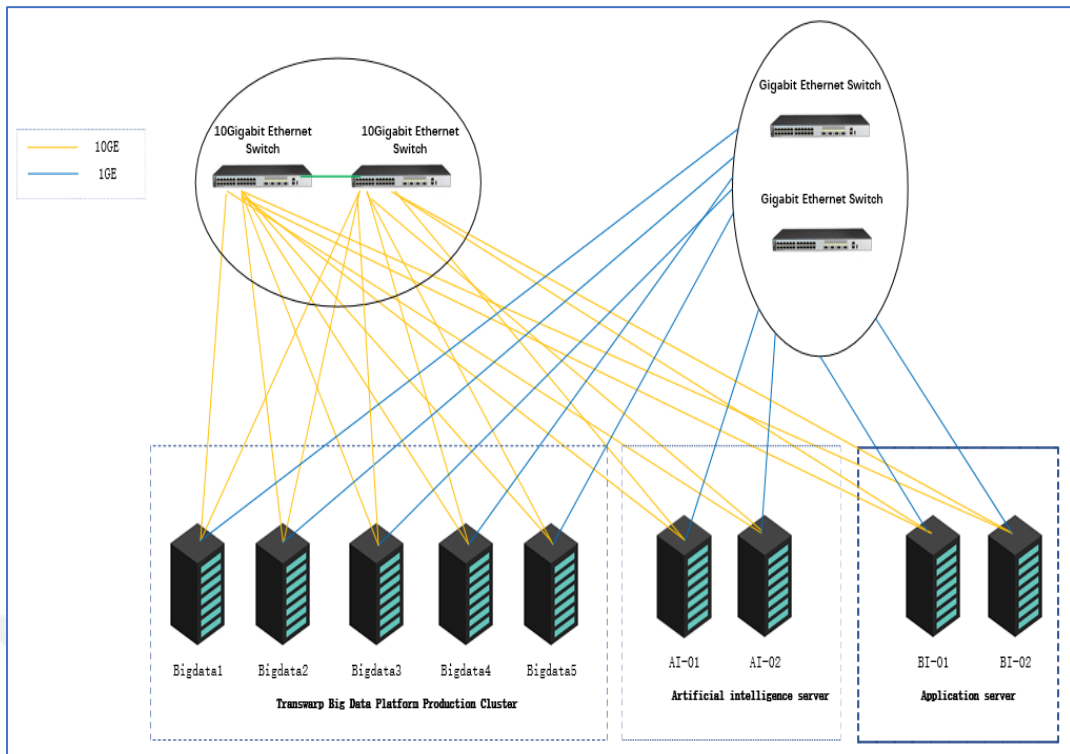 10Gigabit Ethernet
Switch
10Gigabit Ethernet
Switch
Gigabit Ethernet Switch
Gigabit Ethernet Switch
10GE
1GE
Bigdata1
Bigdata2
Bigdata3
Bigdata4
Bigdata5
Transwarp Big Data Platform Production Cluster
AI-01
AI-02
Artificial intelligence server
BI-01
BI-02
Application server